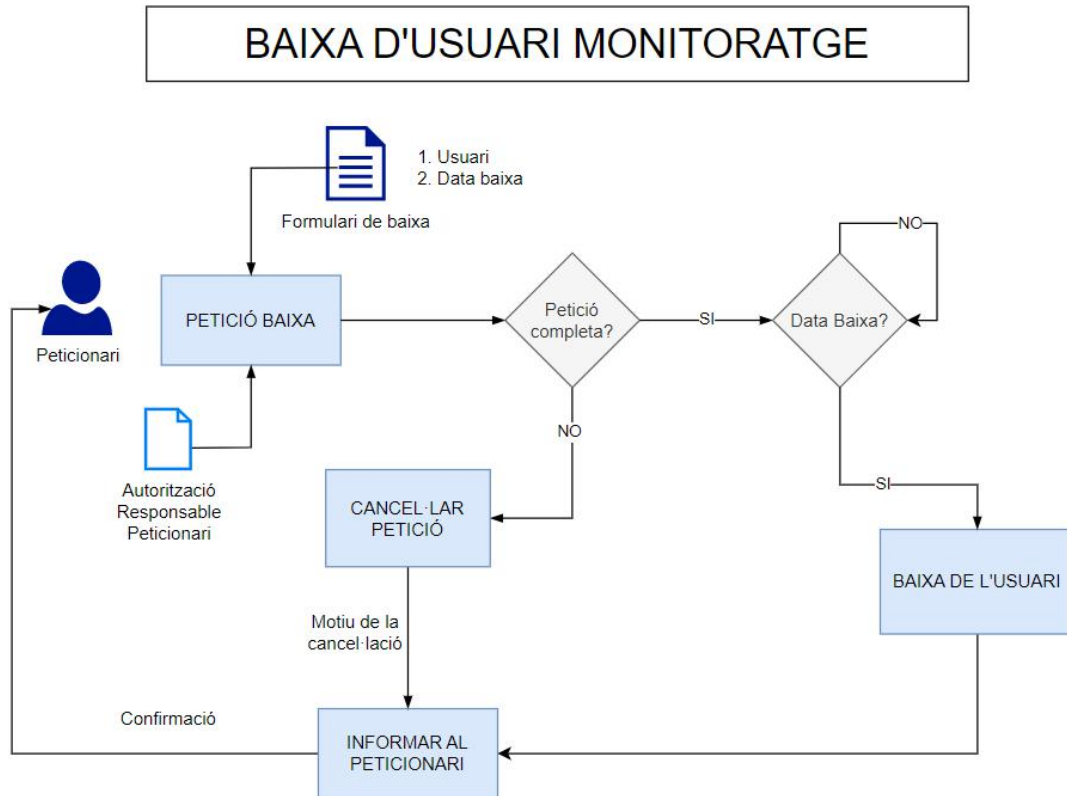 BAIXA D'USUARI MONITORATGE
1. Usuari
2. Data baixa
Formulari de baixa
NO
PETICIÓ BAIXA
Petició
completa?
SI
Data Baixa?
Peticionari
NO
SI
Autorització
Responsable
Peticionari
CANCEL·LAR
PETICIÓ
BAIXA DE L'USUARI
Motiu de la
cancel·lació
Confirmació
INFORMAR AL
PETICIONARI